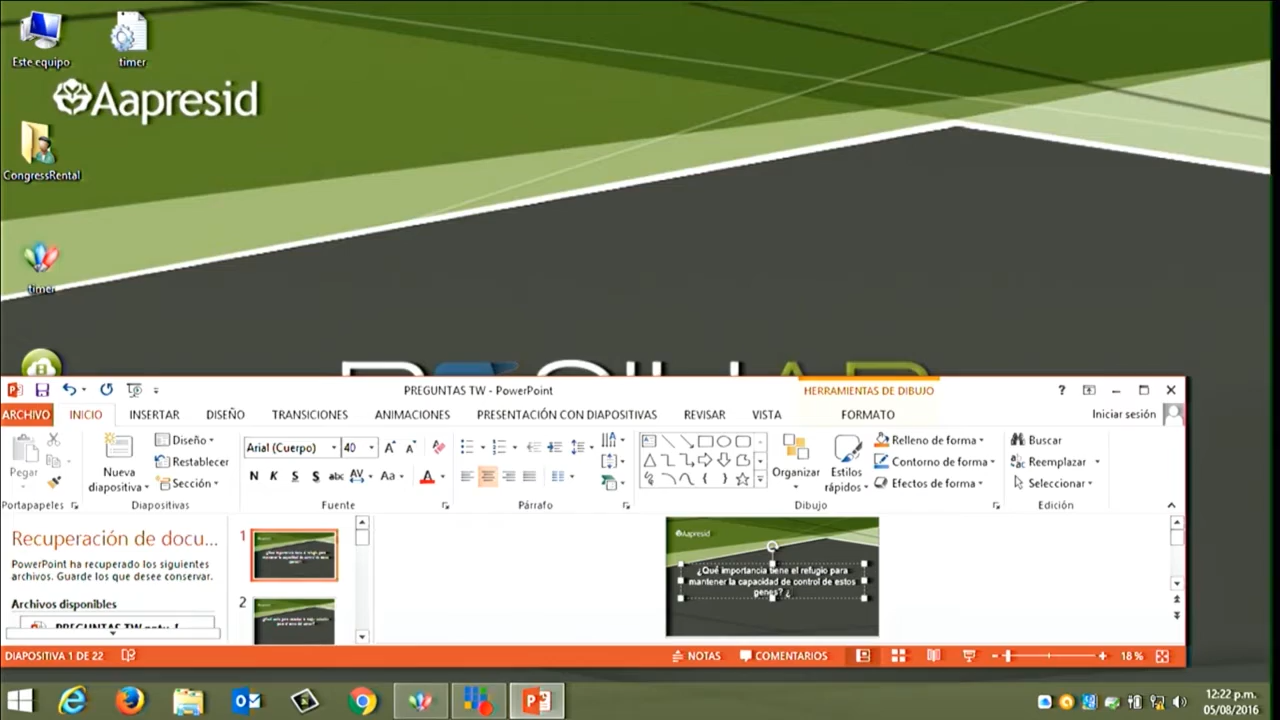 Este equipo
timer
Aapresid
CongressRental
timer
PREGUNTAS TW - PowerPoint
HERRAMIENTAS DE DIBUJO
?
ARCHIVO
INICIO
INSERTAR
DISEÑO
TRANSICIONES
ANIMACIONES
PRESENTACIÓN CON DIAPOSITIVAS
REVISAR
VISTA
FORMATO
Iniciar sesión
Pegar
Nueva
diapositiva
Diseño
Restablecer
Sección
Arial (Cuerpo)
40
N K S S abc AV Aa A
Organizar
Estilos
rápidos
Relleno de forma
Contorno de forma
Efectos de forma
Buscar
Reemplazar
Seleccionar
Portapapeles
Diapositivas
Fuente
Párrafo
Dibujo
Edición
Recuperación de docu...
PowerPoint ha recuperado los siguientes
archivos. Guarde los que desee conservar.
Archivos disponibles
PREGUNTAS TW
1
2
Aapresid
¿Qué importancia tiene el refugio para
mantener la capacidad de control de estos
genes? ¿
DIAPOSITIVA 1 DE 22
NOTAS
COMENTARIOS
18 %
12:22 p.m.
05/08/2016